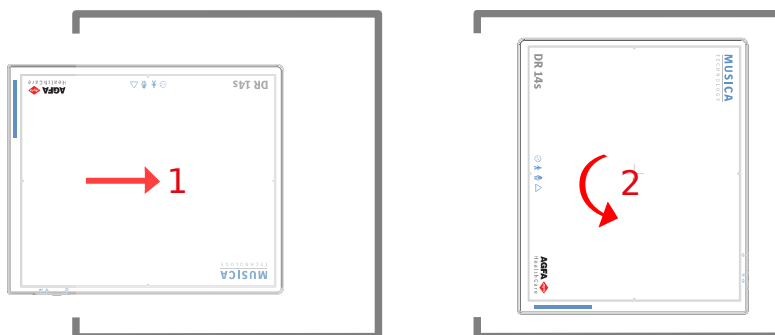 HealthCare
AGFA
DR 14s
1
TECHNOLOGY
MUSICA
DR 14s
MUSICA
TECHNOLOGY
2
AGFA
HealthCare